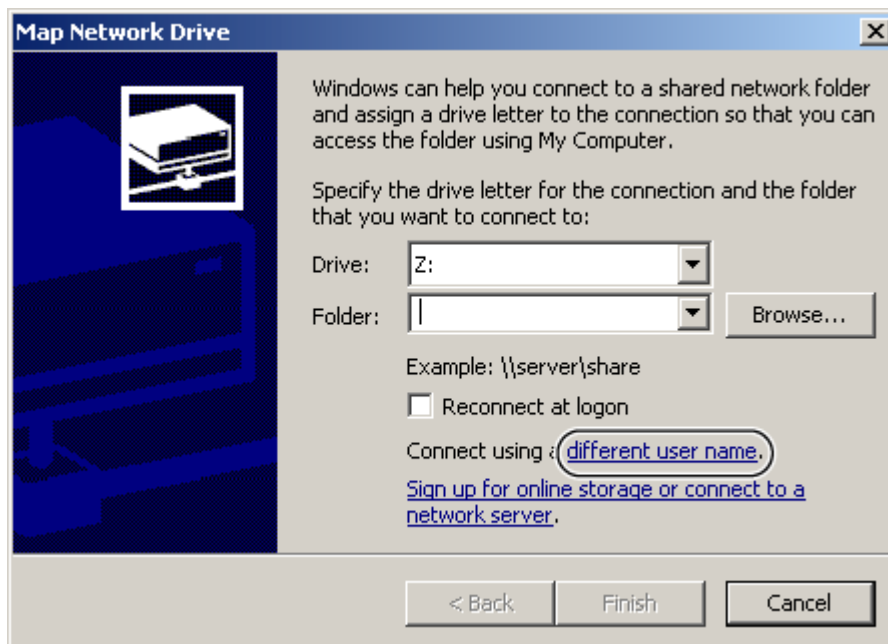 Map Network Drive
Windows can help you connect to a shared network folder
and assign a drive letter to the connection so that you can
access the folder using My Computer.
Specify the drive letter for the connection and the folder
that you want to connect to:
Drive: Z:
Folder: Browse...
Example: \\server\share
Reconnect at logon
Connect using a different user name.
Sign up for online storage or connect to a
network server.
< Back Finish Cancel